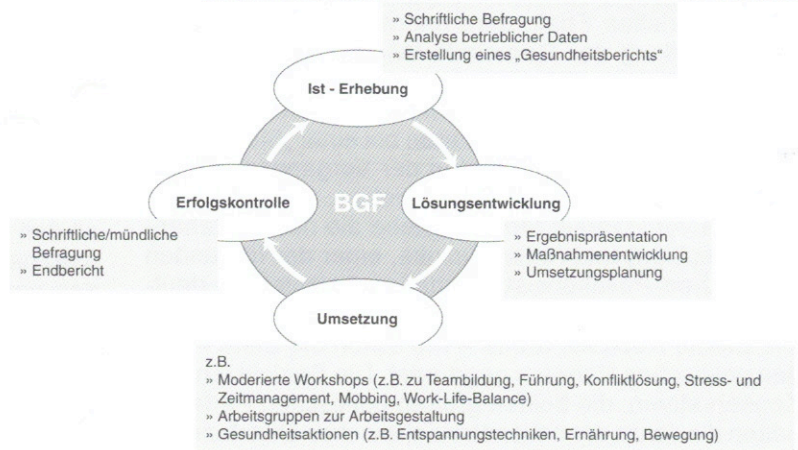 » Schriftliche Befragung
» Analyse betrieblicher Daten
» Erstellung eines „Gesundheitsberichts“
Ist - Erhebung
Erfolgskontrolle
BGF
Lösungsentwicklung
» Schriftliche/mündliche
Befragung
» Endbericht
» Ergebnispräsentation
» Maßnahmenentwicklung
» Umsetzungsplanung
Umsetzung
z.B.
» Moderierte Workshops (z.B. zu Teambildung, Führung, Konfliktlösung, Stress- und
Zeitmanagement, Mobbing, Work-Life-Balance)
» Arbeitsgruppen zur Arbeitsgestaltung
» Gesundheitsaktionen (z.B. Entspannungstechniken, Ernährung, Bewegung)